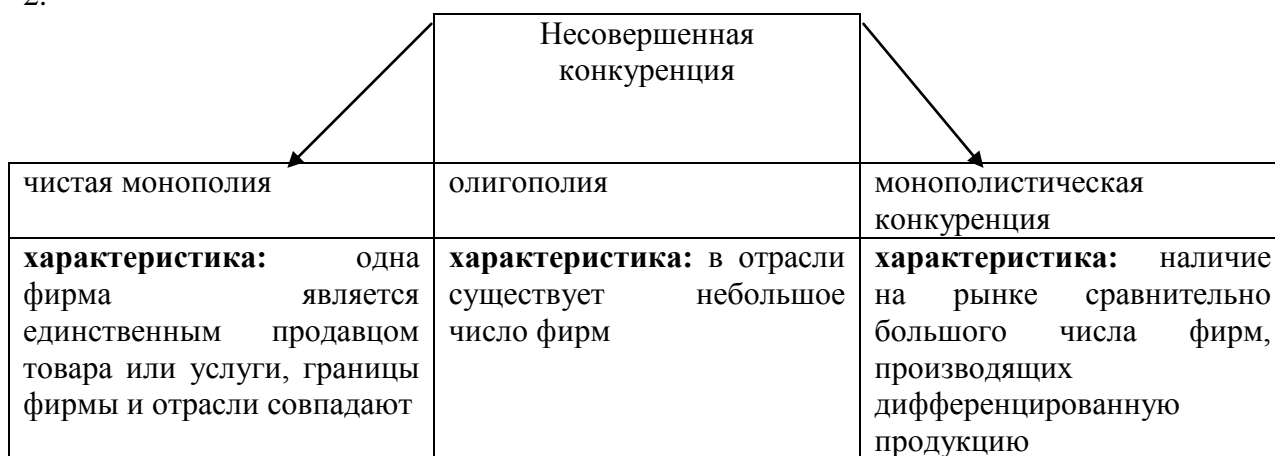 2.
Несовершенная
конкуренция
чистая монополия
олигополия
монополистическая
конкуренция
характеристика: одна
фирма является
единственным продавцом
товара или услуги, границы
фирмы и отрасли совпадают
характеристика: в отрасли
существует небольшое
число фирм
характеристика: наличие
на рынке сравнительно
большого числа фирм,
производящих
дифференцированную
продукцию